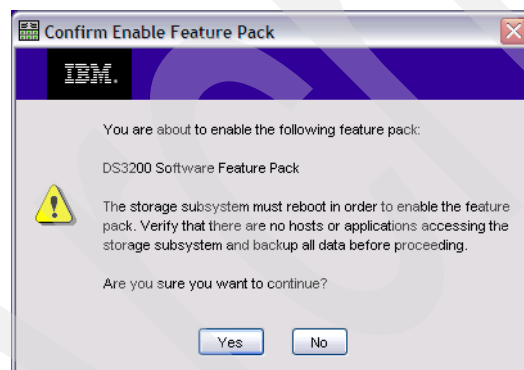 Confirm Enable Feature Pack
IBM.
You are about to enable the following feature pack:
DS3200 Software Feature Pack
The storage subsystem must reboot in order to enable the feature
pack. Verify that there are no hosts or applications accessing the
storage subsystem and backup all data before proceeding.
Are you sure you want to continue?
Yes
No